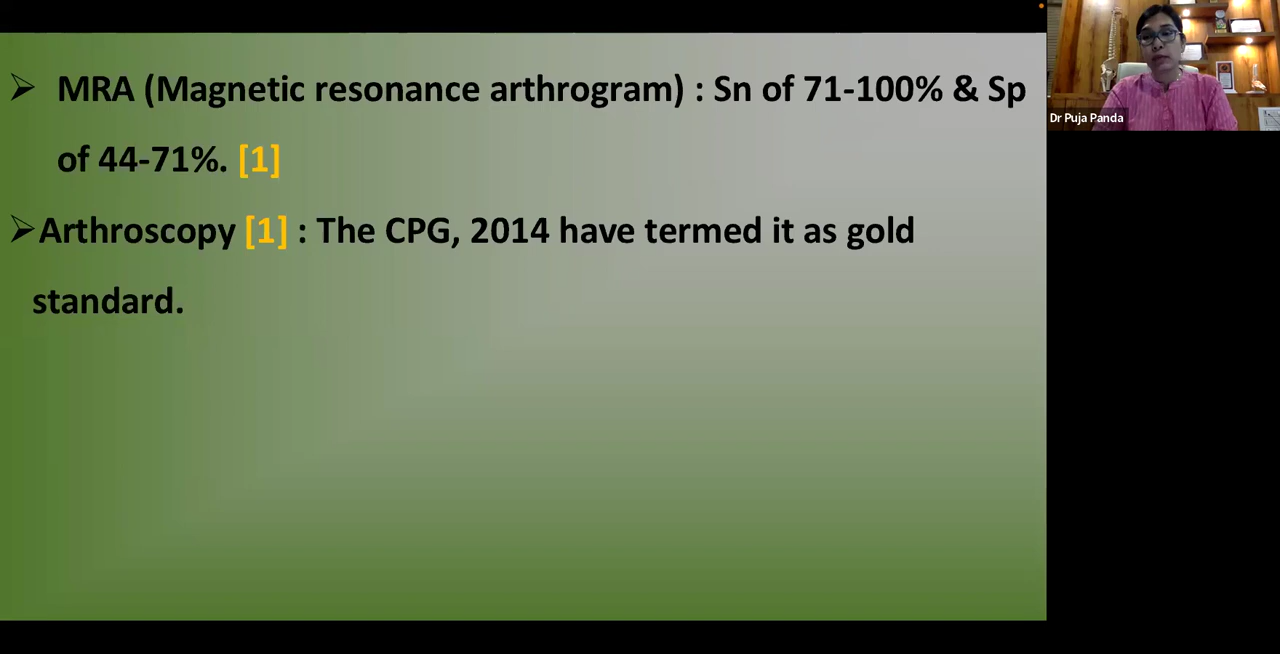 ➢ MRA (Magnetic resonance arthrogram) : Sn of 71-100% & Sp
of 44-71%. [1]
➢Arthroscopy [1] : The CPG, 2014 have termed it as gold
standard.
Dr Puja Panda